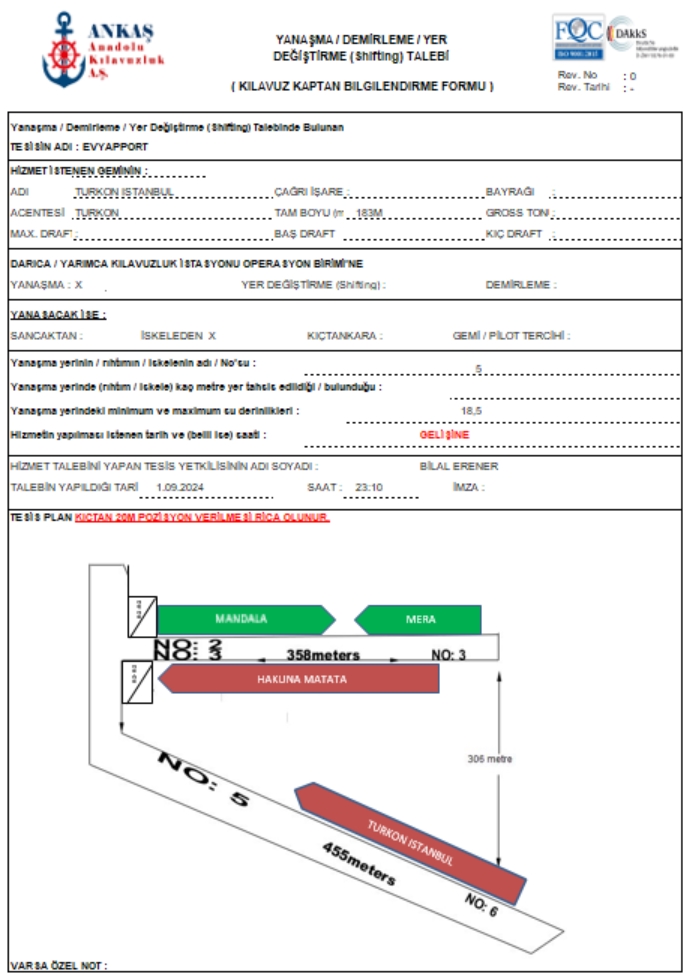 ANKAŞ
Anadolu
Kılavuzluk
A.Ş.
YANAŞMA / DEMİRLEME / YER
DEĞİŞTİRME (Shifting) TALEBİ
( KILAVUZ KAPTAN BILGILENDIRME FORMU )
FQC
ISO 9001:2015
DAkkS
Rev. No : 0
Rev. Tarihi : -
Yanaşma / Demirleme / Yer Değiştirme (Shifting) Talebinde Bulunan
TESİSİN ADI : EVYAPPORT
HİZMET İSTENEN GEMİNİN :
ADI TURKON ISTANBUL ÇAĞRI İŞARE : BAYRAĞI :
ACENTESİ TURKON TAM BOYU (m 183M GROSS TON :
MAX. DRAFT : BAŞ DRAFT KIÇ DRAFT :
DARICA / YARIMCA KILAVUZLUK İSTASYONU OPERASYON BİRİMİ'NE
YANAŞMA : X YER DEĞİŞTİRME (Shifting) : DEMİRLEME :
YANAŞACAK İSE :
SANCAKTAN : İSKELEDEN X KIÇTANKARA : GEMİ / PİLOT TERCİHİ :
Yanaşma yerinin / rıhtımın / iskelenin adı / No'su : 5
Yanaşma yerinde (rıhtım / iskele) kaç metre yer tahsis edildiği / bulunduğu :
Yanaşma yerindeki minimum ve maximum su derinlikleri : 18,5
Hizmetin yapılması istenen tarih ve (belli ise) saati : GELİŞİNE
HİZMET TALEBİNİ YAPAN TESİS YETKİLİSİNİN ADI SOYADI : BİLAL ERENER
TALEBİN YAPILDIĞI TARİ 1.09.2024 SAAT : 23:10 İMZA :
TESİS PLAN KICTAN 20M POZİSYON VERİLMESİ RİCA OLUNUR.
MANDALA MERA
NO: 2
NO: 3 358meters NO: 3
HAKUNA MATATA
306 metre
NO: 5
TURKON ISTANBUL
455meters
NO: 6
VARSA ÖZEL NOT :